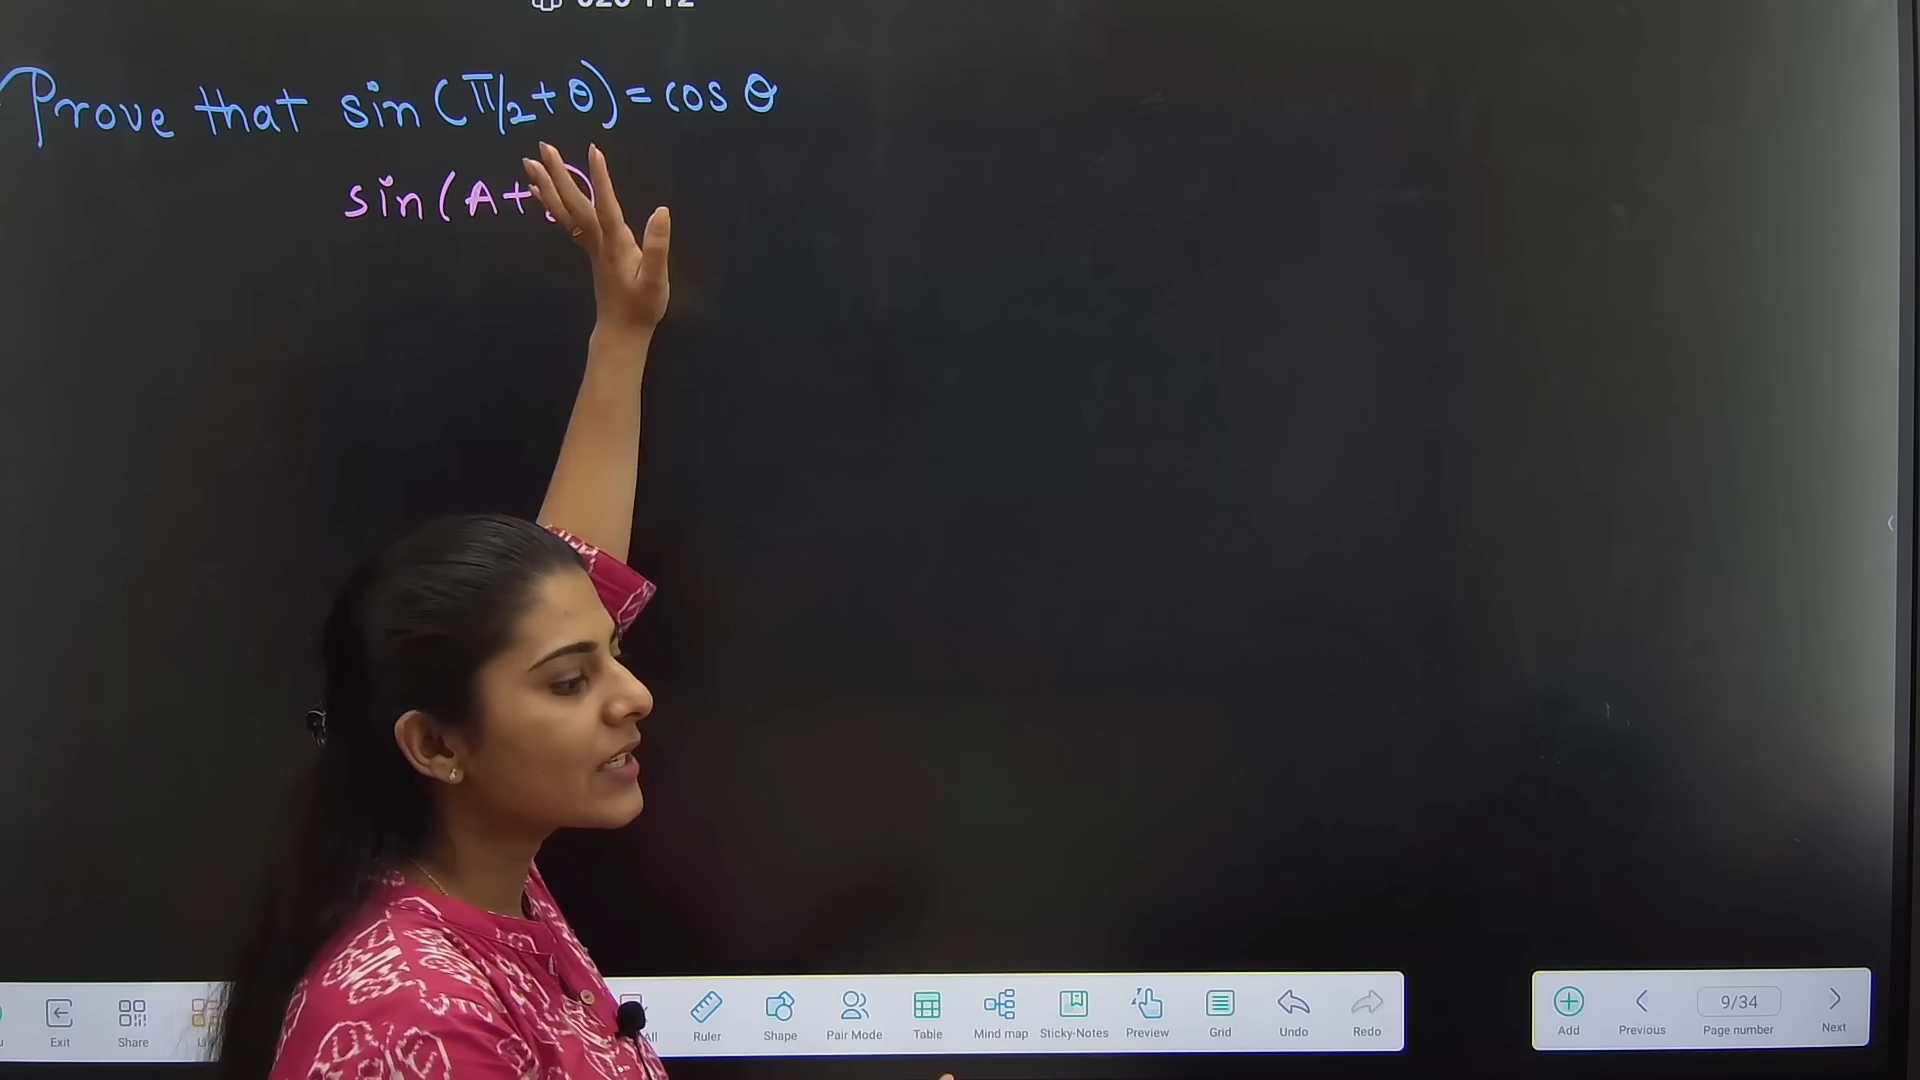 Prove that sin(π/2+θ)=cos θ
sin(A+
Exit
Share
All
Ruler
Shape
Pair Mode
Table
Mind map
Sticky-Notes
Preview
Grid
Undo
Redo
Add
Previous
9/34
Page number
Next